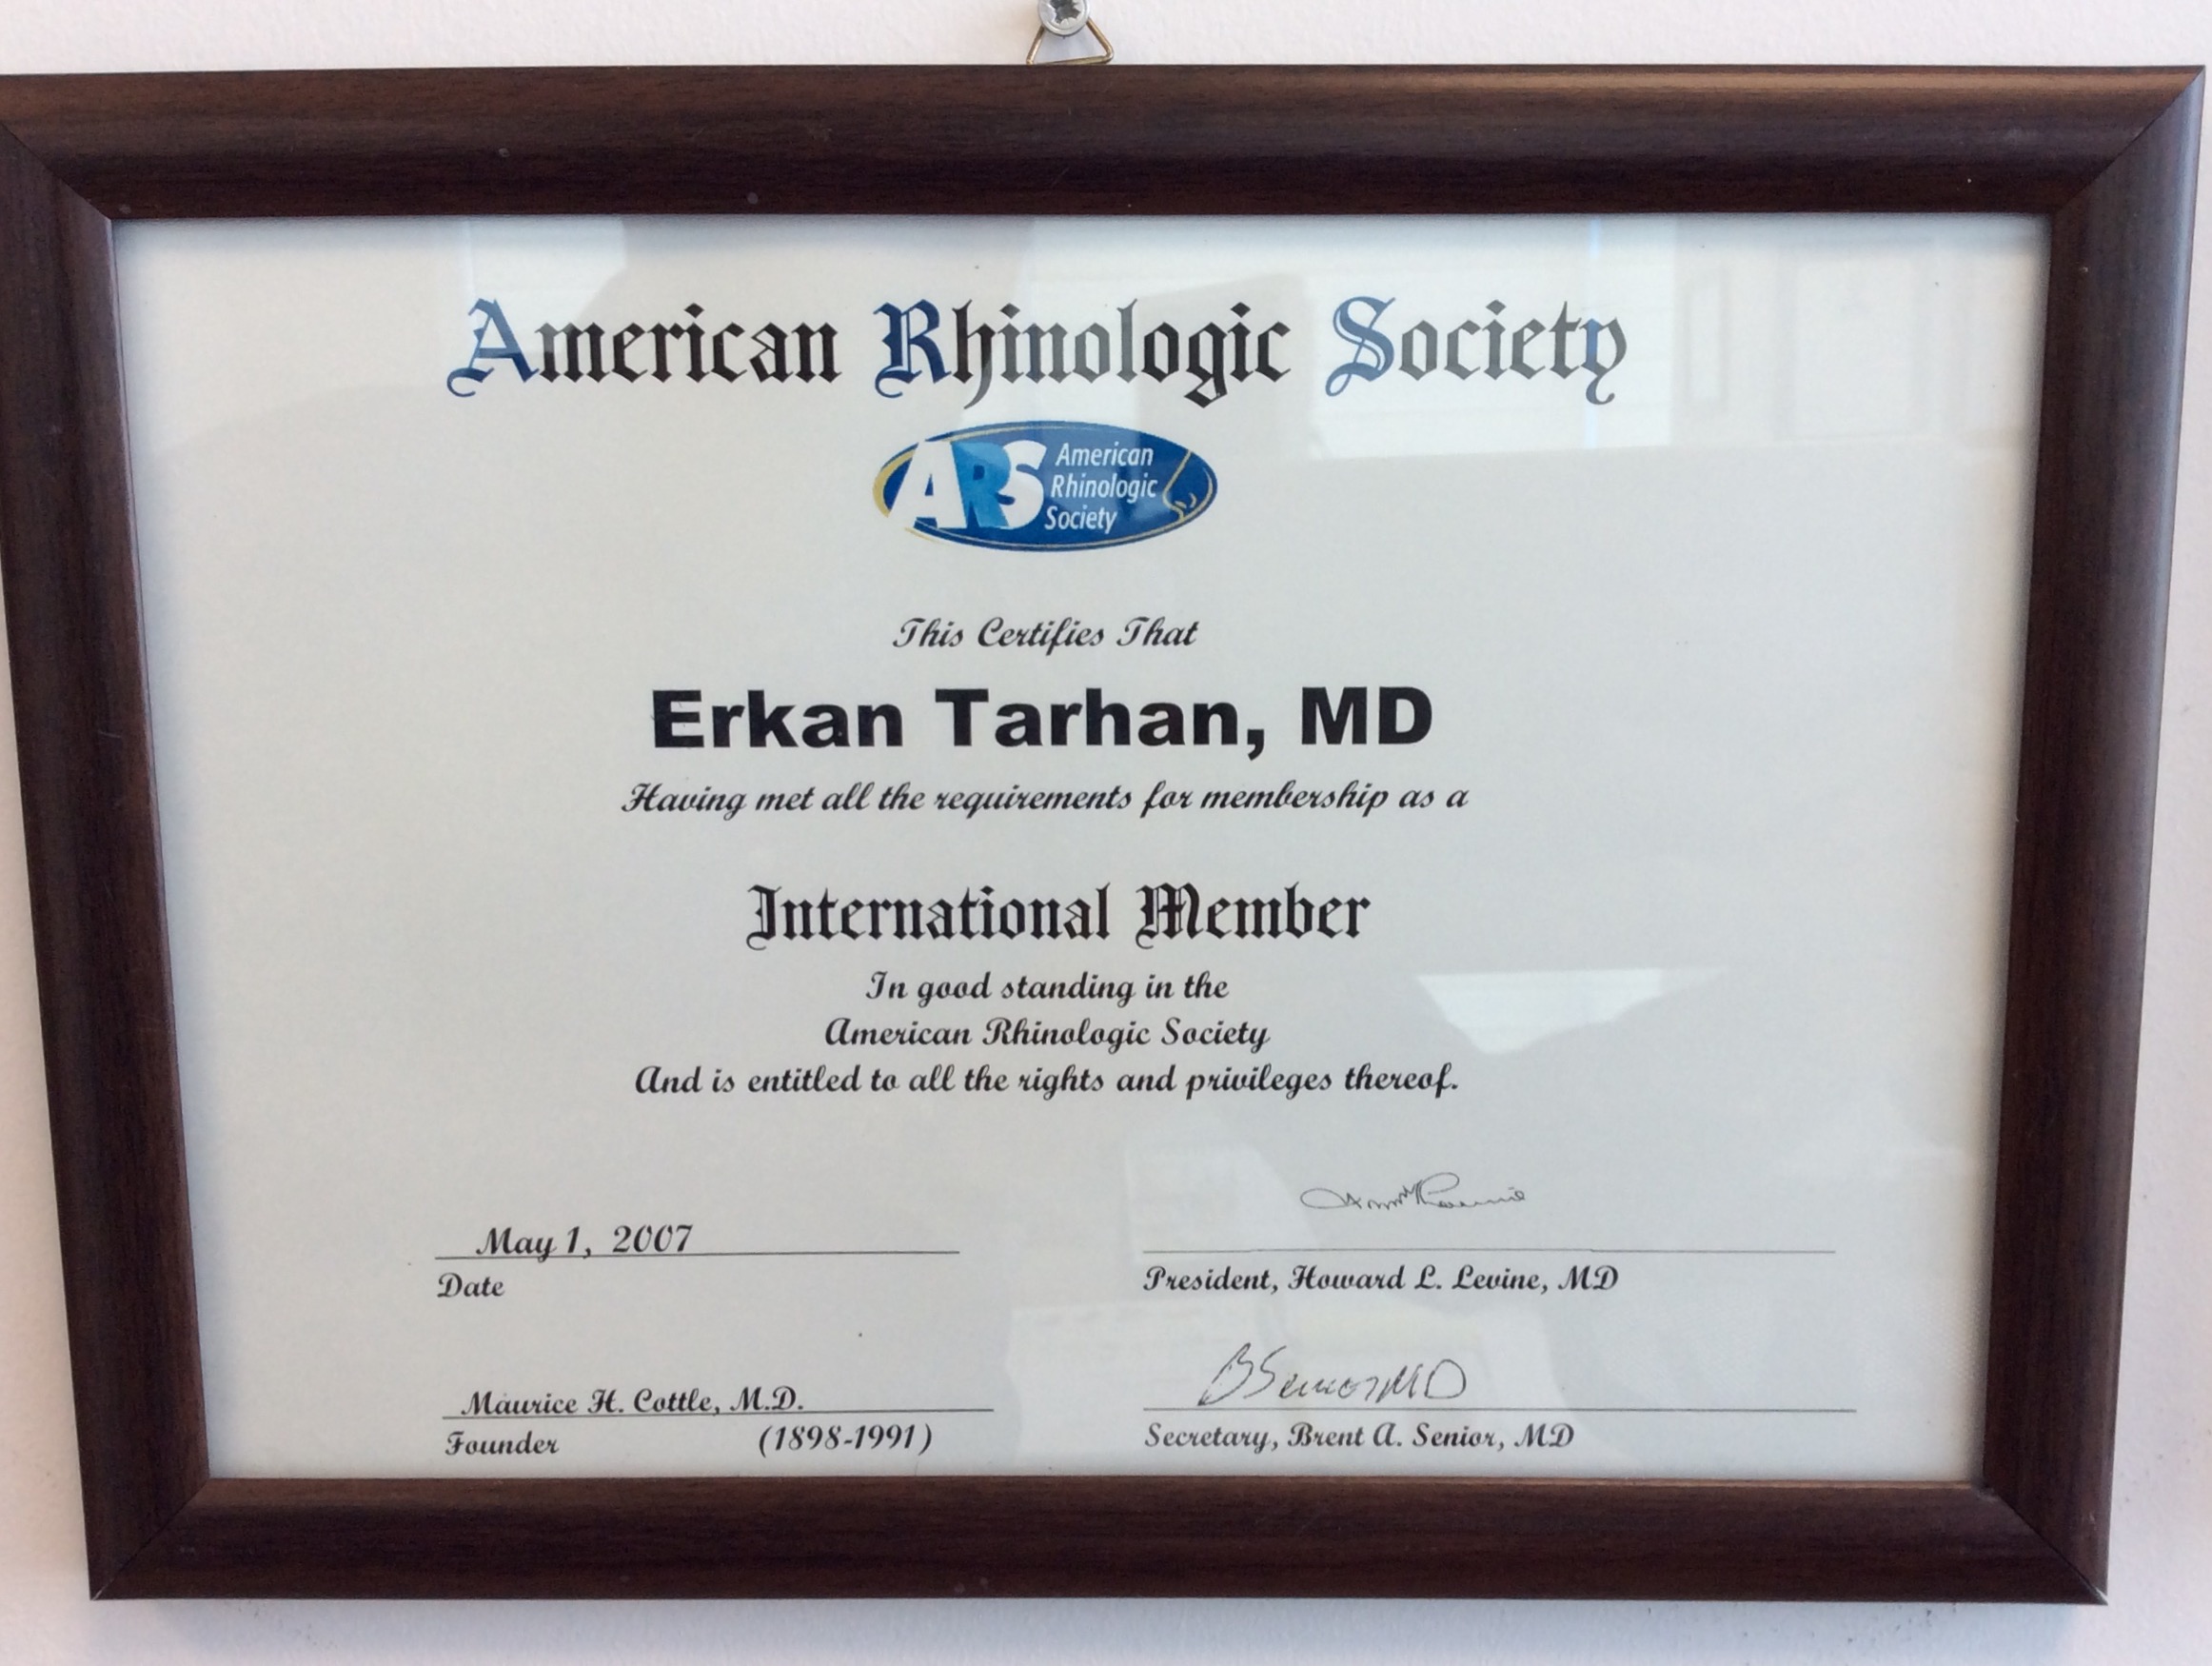 American Rhinologic Society
ARS American
Rhinologic
Society
This Certifies That
Erkan Tarhan, MD
Having met all the requirements for membership as a
International Member
In good standing in the
American Rhinologic Society
And is entitled to all the rights and privileges thereof.
May 1, 2007
Date
President, Howard L. Levine, MD
Maurice H. Cottle, M.D.
Founder (1898-1991)
B Senior MD
Secretary, Brent A. Senior, MD